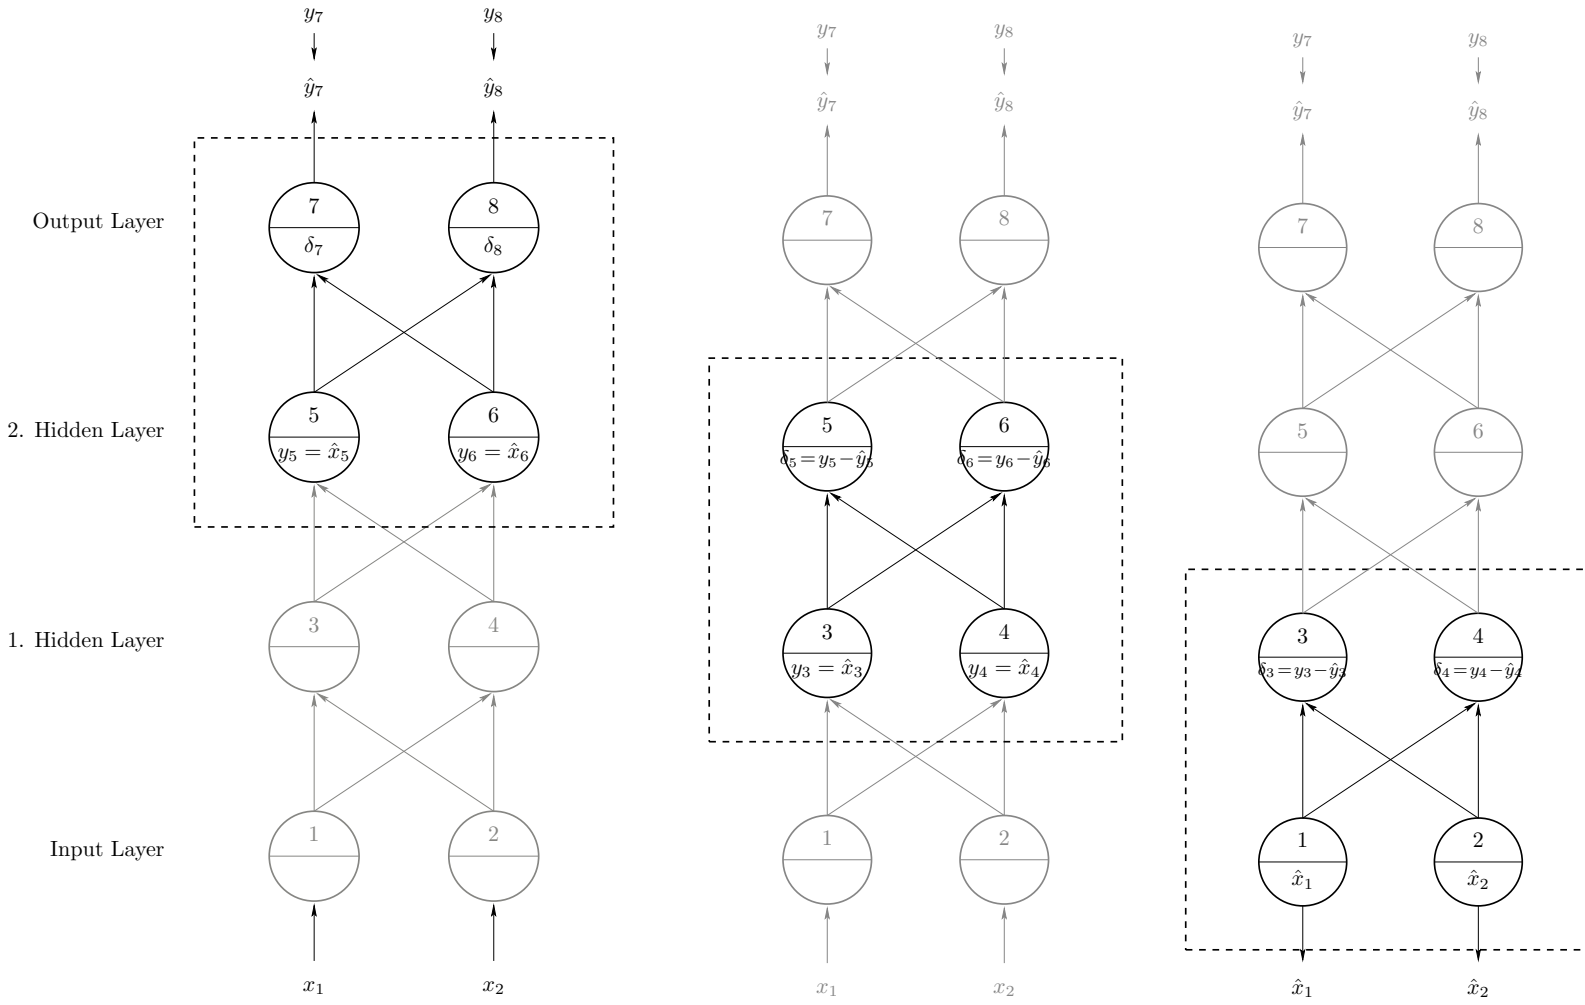 y₇ y₈
ŷ₇ ŷ₈
Output Layer
7 8
δ₇ δ₈
2. Hidden Layer
5 6
y₅ = x̂₅ y₆ = x̂₆
1. Hidden Layer
3 4
Input Layer
1 2
x₁ x₂
y₇ y₈
ŷ₇ ŷ₈
7 8
5 6
δ₅=y₅−ŷ₅ δ₆=y₆−ŷ₆
3 4
y₃ = x̂₃ y₄ = x̂₄
1 2
x₁ x₂
y₇ y₈
ŷ₇ ŷ₈
7 8
5 6
3 4
δ₃=y₃−ŷ₃ δ₄=y₄−ŷ₄
1 2
x̂₁ x̂₂
x̂₁ x̂₂